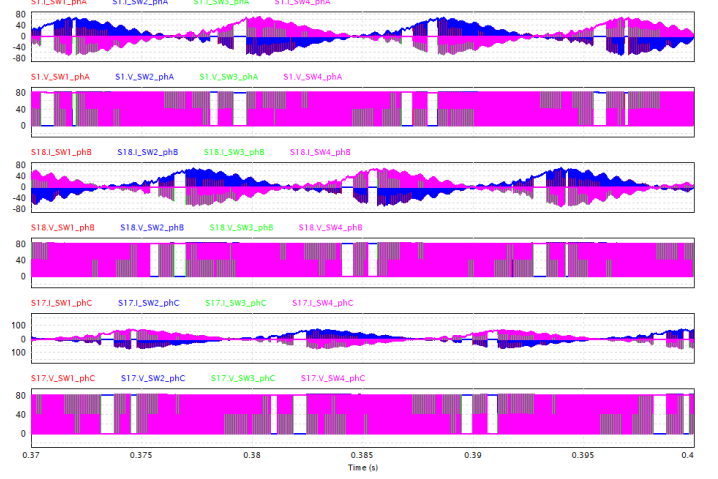 S1.I_SW1_phA S1.I_SW2_phA S1.I_SW3_phA S1.I_SW4_phA
80
40
0
-40
-80
S1.V_SW1_phA S1.V_SW2_phA S1.V_SW3_phA S1.V_SW4_phA
80
40
0
S18.I_SW1_phB S18.I_SW2_phB S18.I_SW3_phB S18.I_SW4_phB
80
40
0
-40
-80
S18.V_SW1_phB S18.V_SW2_phB S18.V_SW3_phB S18.V_SW4_phB
80
40
0
S17.I_SW1_phC S17.I_SW2_phC S17.I_SW3_phC S17.I_SW4_phC
100
0
100
S17.V_SW1_phC S17.V_SW2_phC S17.V_SW3_phC S17.V_SW4_phC
80
40
0
0.37 0.375 0.38 0.385 0.39 0.395 0.4
Time (s)